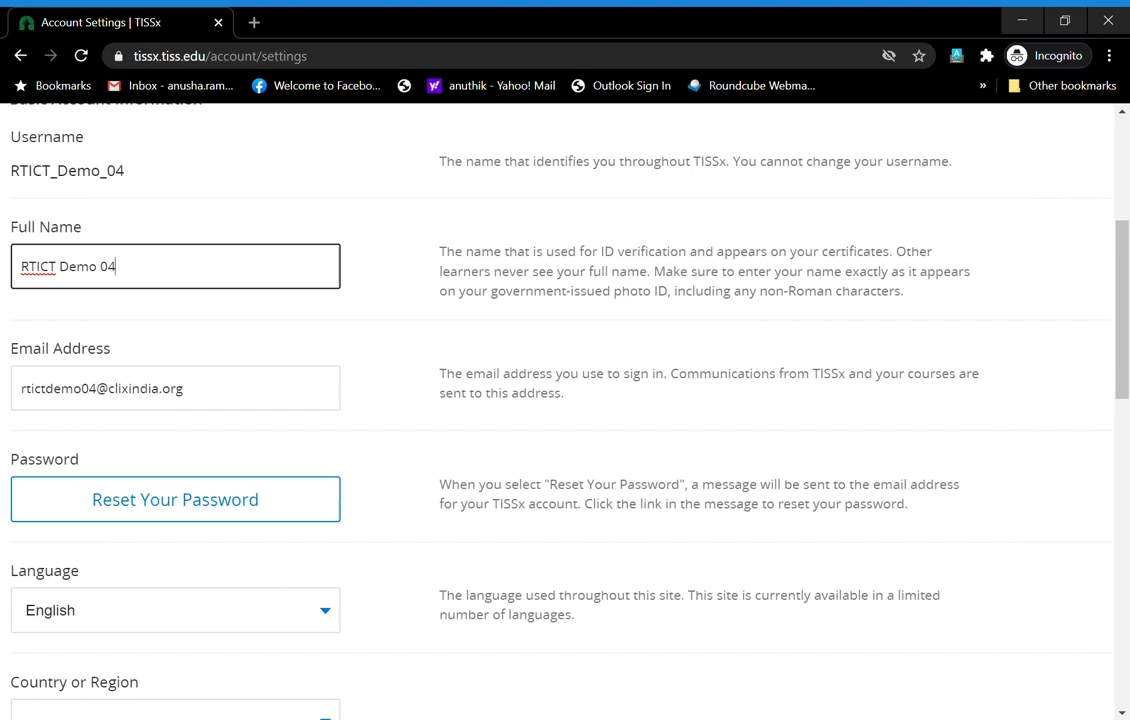 Account Settings | TISSx
tissx.tiss.edu/account/settings
Incognito
Bookmarks
Inbox - anusha.ram...
Welcome to Facebo...
anuthik - Yahoo! Mail
Outlook Sign In
Roundcube Webma...
»
Other bookmarks
Basic Account Information
Username
RTICT_Demo_04
The name that identifies you throughout TISSx. You cannot change your username.
Full Name
RTICT Demo 04
The name that is used for ID verification and appears on your certificates. Other
learners never see your full name. Make sure to enter your name exactly as it appears
on your government-issued photo ID, including any non-Roman characters.
Email Address
rtictdemo04@clixindia.org
The email address you use to sign in. Communications from TISSx and your courses are
sent to this address.
Password
Reset Your Password
When you select "Reset Your Password", a message will be sent to the email address
for your TISSx account. Click the link in the message to reset your password.
Language
English
The language used throughout this site. This site is currently available in a limited
number of languages.
Country or Region